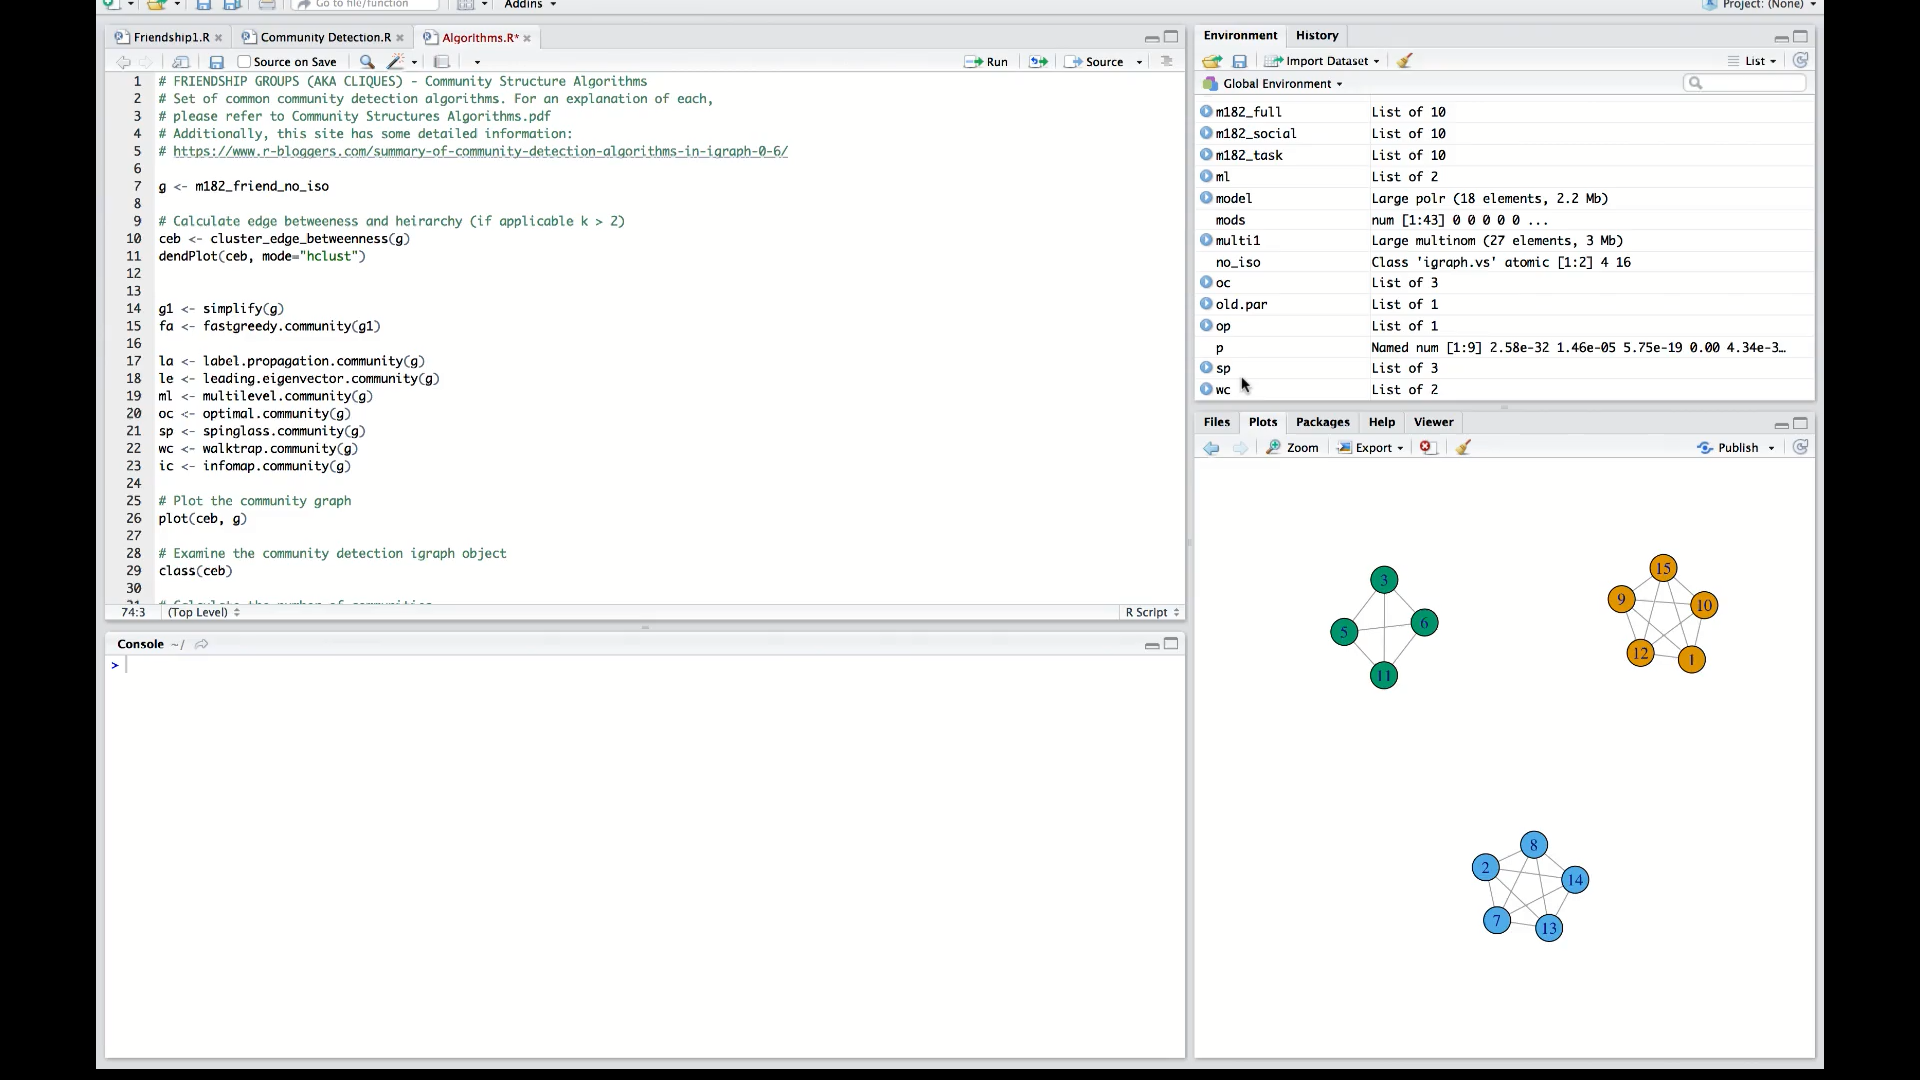 Go to file/function
Addins
Project: (None)
Friendship1.R
Community Detection.R
Algorithms.R*
Source on Save
Run
Source
1 # FRIENDSHIP GROUPS (AKA CLIQUES) - Community Structure Algorithms
2 # Set of common community detection algorithms. For an explanation of each,
3 # please refer to Community Structures Algorithms.pdf
4 # Additionally, this site has some detailed information:
5 # https://www.r-bloggers.com/summary-of-community-detection-algorithms-in-igraph-0-6/
6
7 g <- m182_friend_no_iso
8
9 # Calculate edge betweeness and heirarchy (if applicable k > 2)
10 ceb <- cluster_edge_betweenness(g)
11 dendPlot(ceb, mode="hclust")
12
13
14 g1 <- simplify(g)
15 fa <- fastgreedy.community(g1)
16
17 la <- label.propagation.community(g)
18 le <- leading.eigenvector.community(g)
19 ml <- multilevel.community(g)
20 oc <- optimal.community(g)
21 sp <- spinglass.community(g)
22 wc <- walktrap.community(g)
23 ic <- infomap.community(g)
24
25 # Plot the community graph
26 plot(ceb, g)
27
28 # Examine the community detection igraph object
29 class(ceb)
30
74:3 (Top Level) R Script
Console ~/
>
Environment History
Import Dataset List
Global Environment
m182_full List of 10
m182_social List of 10
m182_task List of 10
ml List of 2
model Large polr (18 elements, 2.2 Mb)
mods num [1:43] 0 0 0 0 0 ...
multi1 Large multinom (27 elements, 3 Mb)
no_iso Class 'igraph.vs' atomic [1:2] 4 16
oc List of 3
old.par List of 1
op List of 1
p Named num [1:9] 2.58e-32 1.46e-05 5.75e-19 0.00 4.34e-3…
sp List of 3
wc List of 2
Files Plots Packages Help Viewer
Zoom Export Publish
3
5
6
11
15
9
10
12
1
8
2
14
7
13